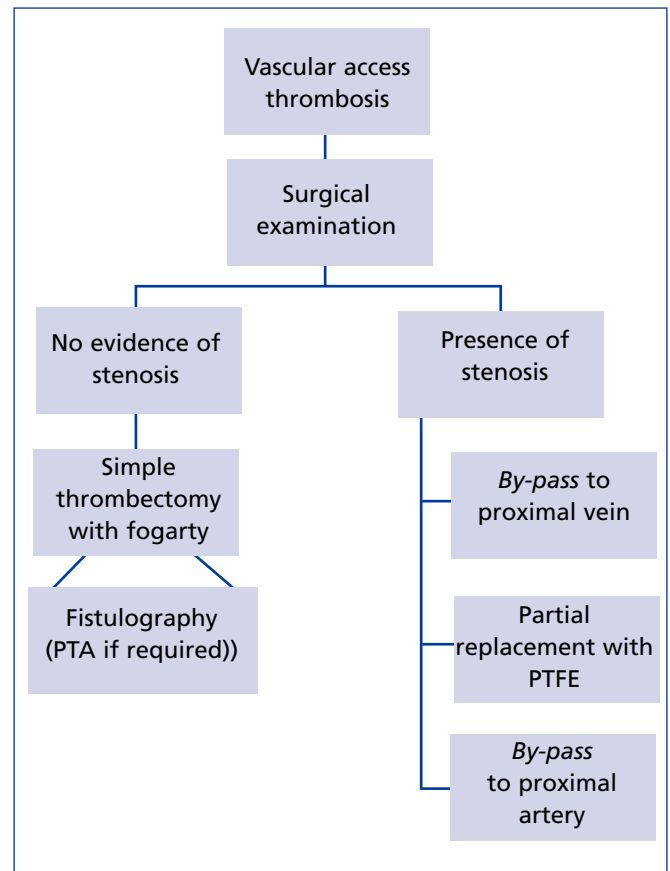 Vascular access
thrombosis
Surgical
examination
No evidence of
stenosis
Simple
thrombectomy
with fogarty
Fistulography
(PTA if required))
Presence of
stenosis
By-pass to
proximal vein
Partial
replacement with
PTFE
By-pass
to proximal
artery